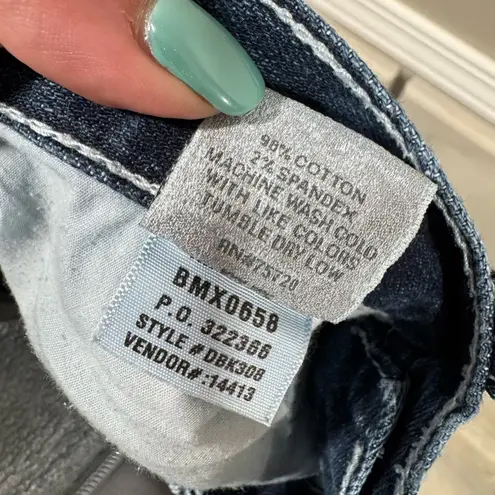 98% COTTON
2% SPANDEX
MACHINE WASH COLD
WITH LIKE COLORS
TUMBLE DRY LOW
RN#75720
BMX0658
P.O. 322366
STYLE # DBK308
VENDOR#:14413